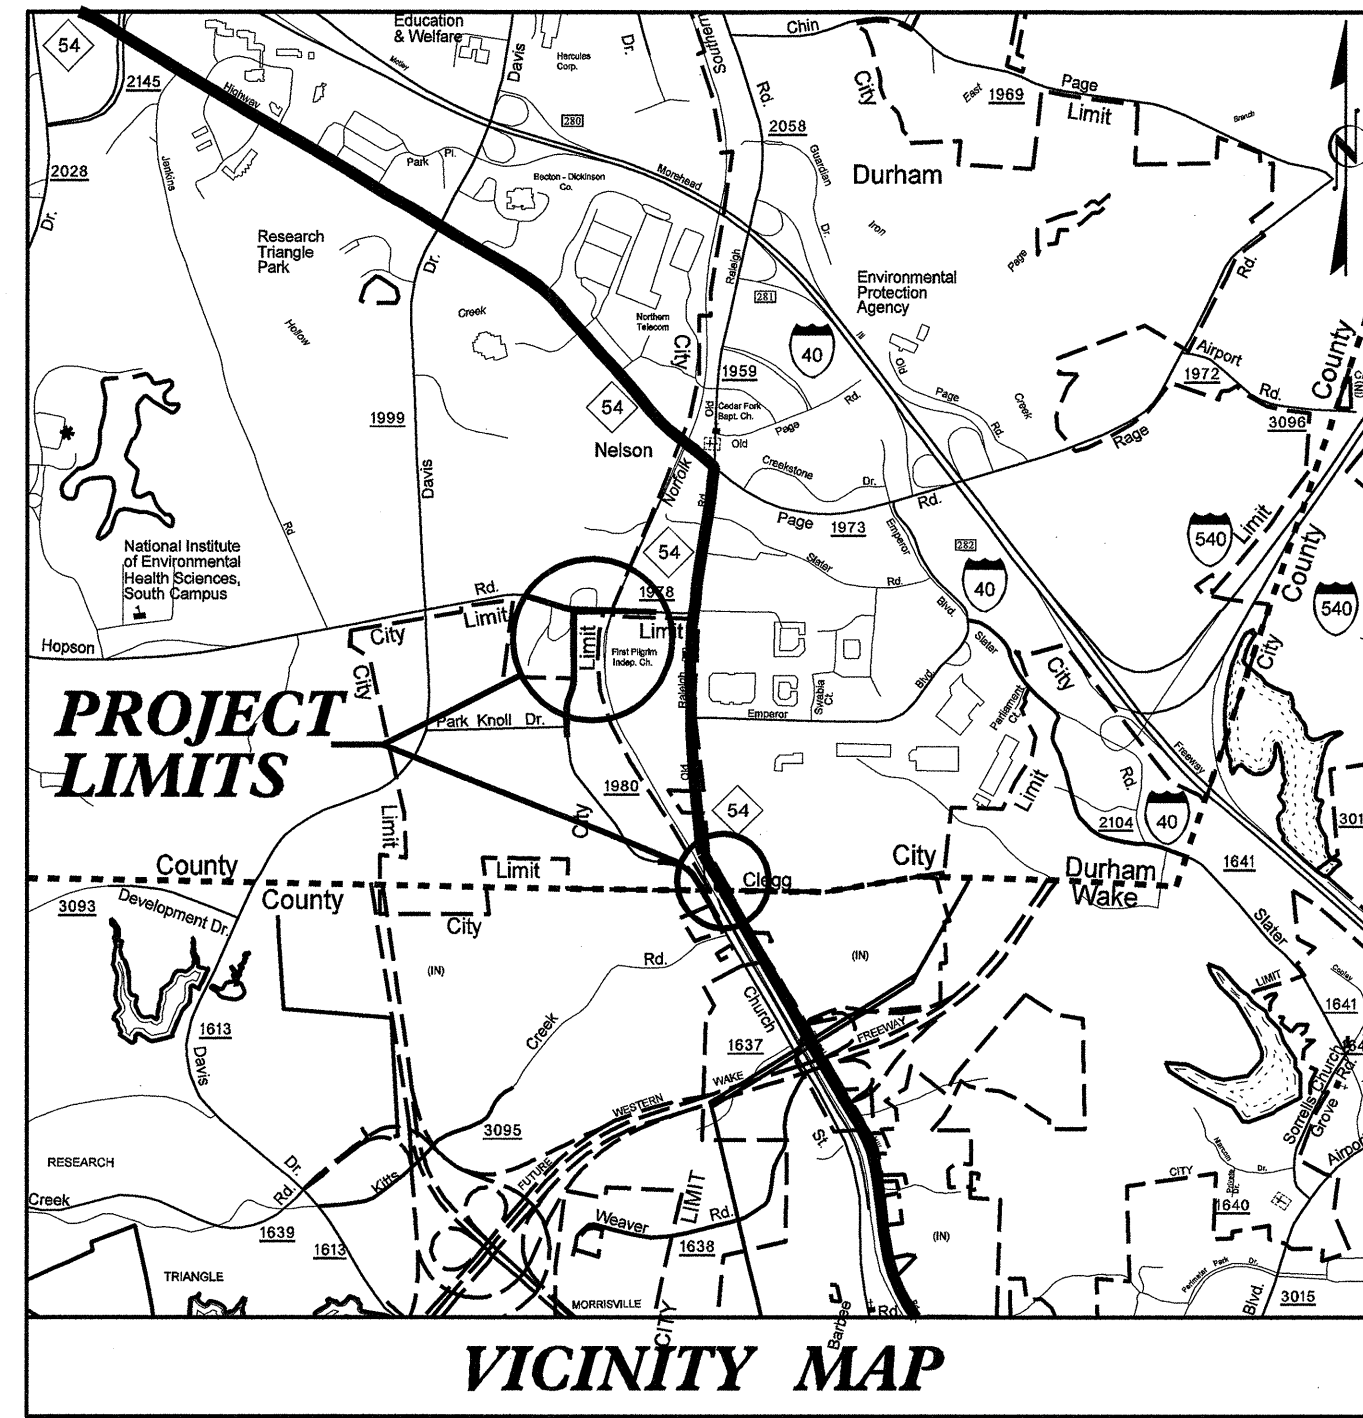 54
2145
Highway
Education
& Welfare
Motley
Davis
Hercules
Corp.
Dr.
Southern
Rd.
Chin
City
East
1969
Page
Limit
Branch
2028
Dr.
Jenkins
Park Pl.
280
Becton - Dickinson
Co.
Morehead
2058
Guardian
Dr.
Durham
Iron
Page
N
Research
Triangle
Park
Dr.
Hollow
Creek
Northern
Telecom
Raleigh
281
Environmental
Protection
Agency
Rd.
City
40
Old
Page
Rd.
Creek
Airport
1972
Rd.
County
3096
1999
Davis
54
Nelson
Norfolk
1959
Old
Cedar Fork
Bapt. Ch.
Old
Page
Rd.
Creekstone
Dr.
Page
1973
Rd.
Page
Rd
National Institute
of Environmental
Health Sciences,
South Campus
Rd.
54
Slater
Rd.
Emperor
Blvd.
282
40
540
Limit
County
540
Hopson
Rd.
City
Limit
1978
Limit
Limit
First Pilgrim
Indep. Ch.
Raleigh
Rd.
Swabia
Ct.
Blvd.
Slater
City
City
City
PROJECT
LIMITS
Park Knoll Dr.
Emperor
Parliament
Ct.
Freeway
1980
City
Old
54
Limit
Rd.
2104
40
301
Limit
County
County
Limit
City
Clegg
City
Durham
Wake
1641
3093
Development Dr.
(IN)
Rd.
(IN)
Slater
LIMIT
Cooley
1641
1613
Davis
Creek
Church
1637
FREEWAY
WAKE
WESTERN
FUTURE
3095
St.
Sorrells
Church
Grove
Rd.
Airport
RESEARCH
Creek
Dr.
Rd.
Kitts
1639
1613
Weaver
Rd.
LIMIT
1638
(IN)
CITY
Dr.
1640
TRIANGLE
MORRISVILLE
CITY
Barbee
Rd.
Perimeter
Park
Dr.
Blvd.
3015
VICINITY MAP